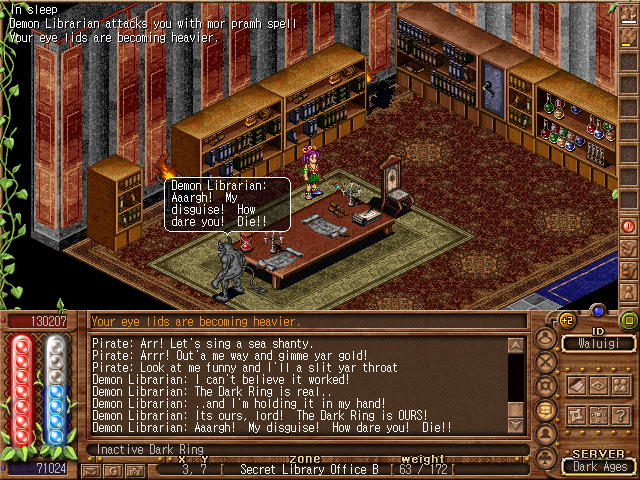 In sleep
Demon Librarian attacks you with mor pramh spell
Your eye lids are becoming heavier.
Demon Librarian:
Aaargh! My
disguise! How
dare you! Die!!
130207
Your eye lids are becoming heavier.
+2
ID
Waluigi
Pirate: Arr! Let's sing a sea shanty.
Pirate: Arr! Out'a me way and gimme yar gold!
Pirate: Look at me funny and I'll a slit yar throat
Demon Librarian: I can't believe it worked!
Demon Librarian: The Dark Ring is real..
Demon Librarian: ..and I'm holding it in my hand!
Demon Librarian: Its ours, lord! The Dark Ring is OURS!
Demon Librarian: Aaargh! My disguise! How dare you! Die!!
Inactive Dark Ring
X Y zone weight
71024
G
3, 7 [ Secret Library Office B [ 63 / 172 [
?
SERVER
Dark Ages